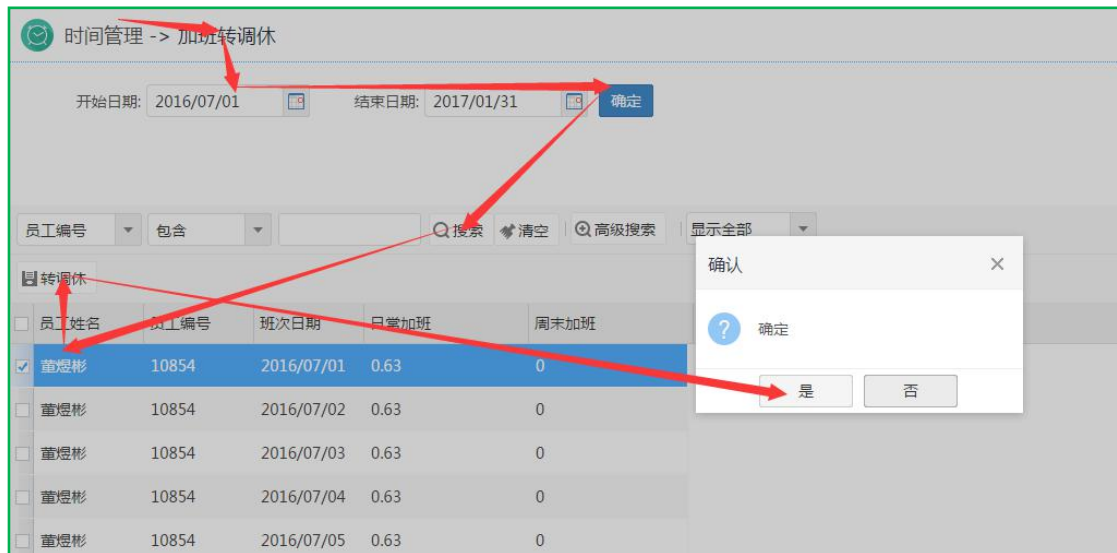 时间管理 -> 加班转调休
开始日期: 2016/07/01 结束日期: 2017/01/31 确定
员工编号 包含 搜索 清空 高级搜索 显示全部
转调休
确认
员工姓名 员工编号 班次日期 日常加班 周末加班
确定
董煜彬 10854 2016/07/01 0.63 0
是 否
董煜彬 10854 2016/07/02 0.63 0
董煜彬 10854 2016/07/03 0.63 0
董煜彬 10854 2016/07/04 0.63 0
董煜彬 10854 2016/07/05 0.63 0